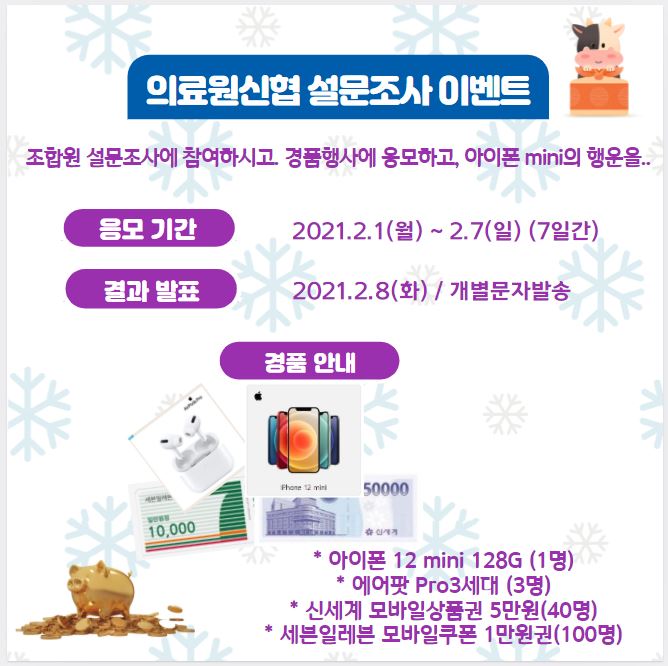 의료원신협 설문조사 이벤트
조합원 설문조사에 참여하시고. 경품행사에 응모하고, 아이폰 mini의 행운을..
응모 기간
2021.2.1(월) ~ 2.7(일) (7일간)
결과 발표
2021.2.8(화) / 개별문자발송
경품 안내
AirPods Pro
iPhone 12 mini
세븐일레븐
10,000
50000
신세계
* 아이폰 12 mini 128G (1명)
* 에어팟 Pro3세대 (3명)
* 신세계 모바일상품권 5만원(40명)
* 세븐일레븐 모바일쿠폰 1만원권(100명)